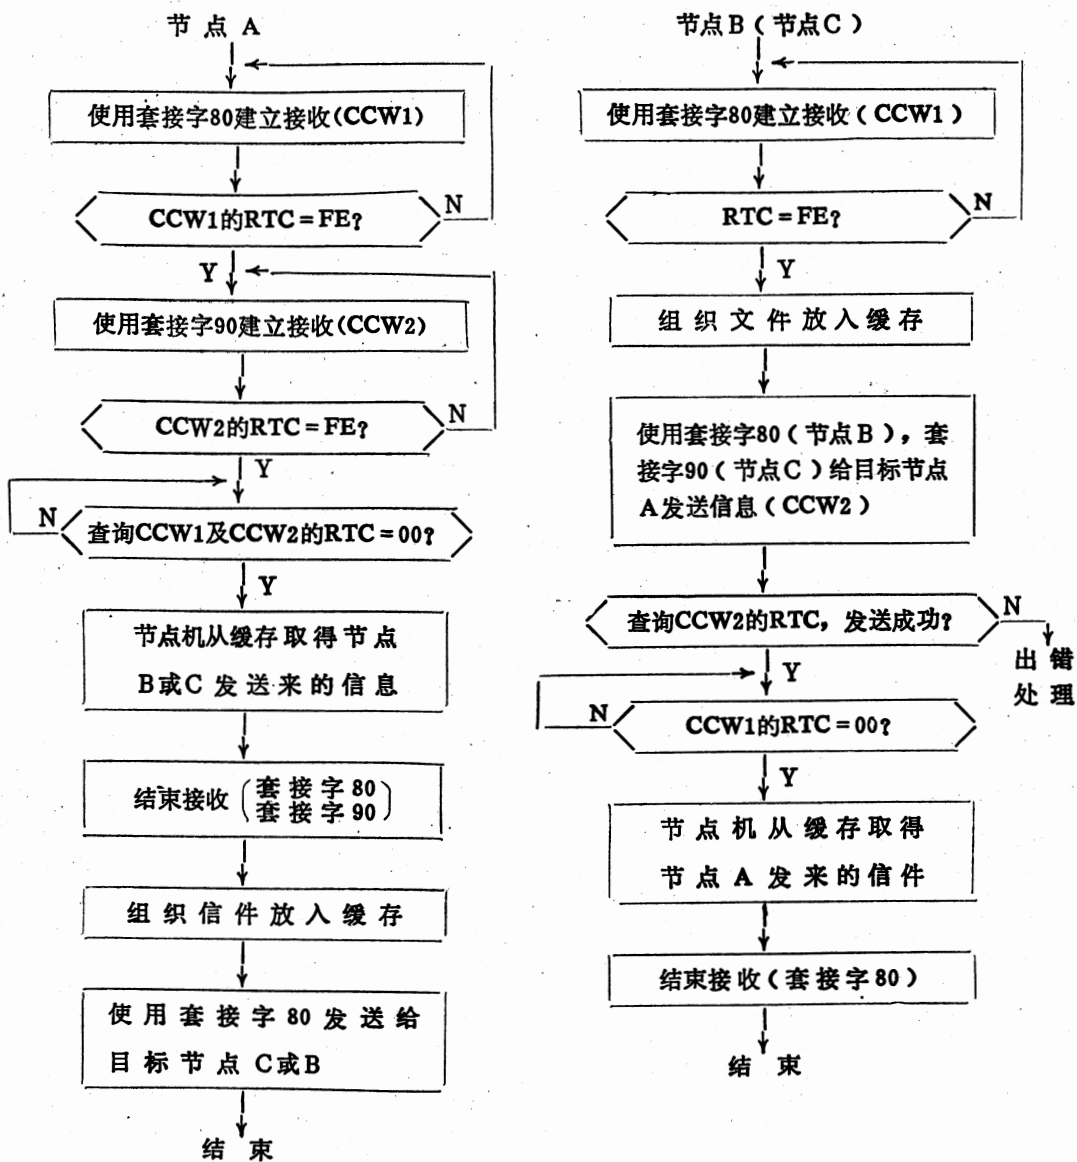 节点A
使用套接字80建立接收(CCW1)
CCW1的RTC=FE?
N
Y
使用套接字90建立接收(CCW2)
CCW2的RTC=FE?
N
Y
N
查询CCW1及CCW2的RTC=00?
Y
节点机从缓存取得节点
B或C发送来的信息
结束接收(套接字80
套接字90)
组织信件放入缓存
使用套接字80发送给
目标节点C或B
结束
节点B(节点C)
使用套接字80建立接收(CCW1)
RTC=FE?
N
Y
组织文件放入缓存
使用套接字80(节点B),套
接字90(节点C)给目标节点
A发送信息(CCW2)
查询CCW2的RTC,发送成功?
N
出错
处理
Y
N
CCW1的RTC=00?
Y
节点机从缓存取得
节点A发来的信件
结束接收(套接字80)
结束